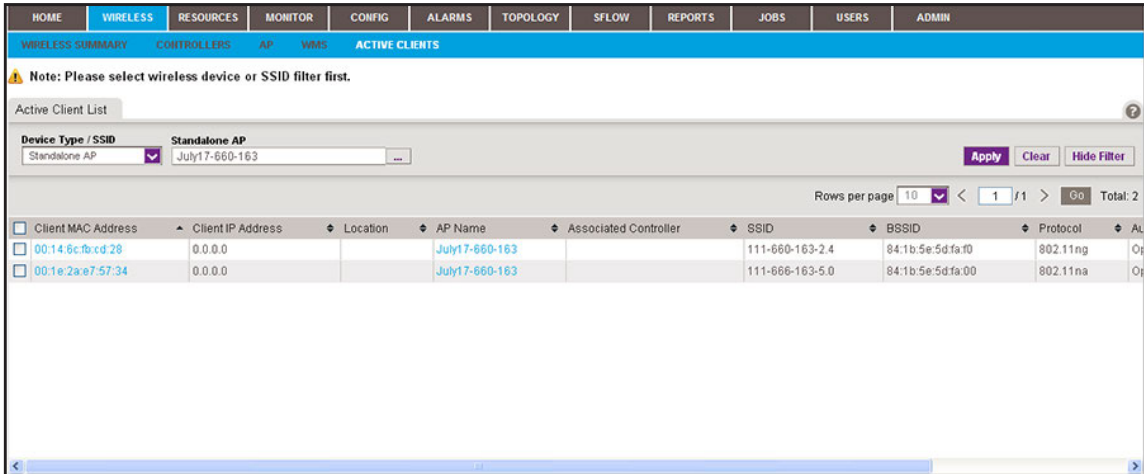 HOME WIRELESS RESOURCES MONITOR CONFIG ALARMS TOPOLOGY SFLOW REPORTS JOBS USERS ADMIN
WIRELESS SUMMARY CONTROLLERS AP WMS ACTIVE CLIENTS
Note: Please select wireless device or SSID filter first.
Active Client List ?
Device Type / SSID Standalone AP
Standalone AP July17-660-163 ... Apply Clear Hide Filter
Rows per page 10 < 1 /1 > Go Total: 2
Client MAC Address Client IP Address Location AP Name Associated Controller SSID BSSID Protocol Au
00:14:6c:fb:cd:28 0.0.0.0 July17-660-163 111-660-163-2.4 84:1b:5e:5d:fa:f0 802.11ng Op
00:1e:2a:e7:57:34 0.0.0.0 July17-660-163 111-666-163-5.0 84:1b:5e:5d:fa:00 802.11na Op